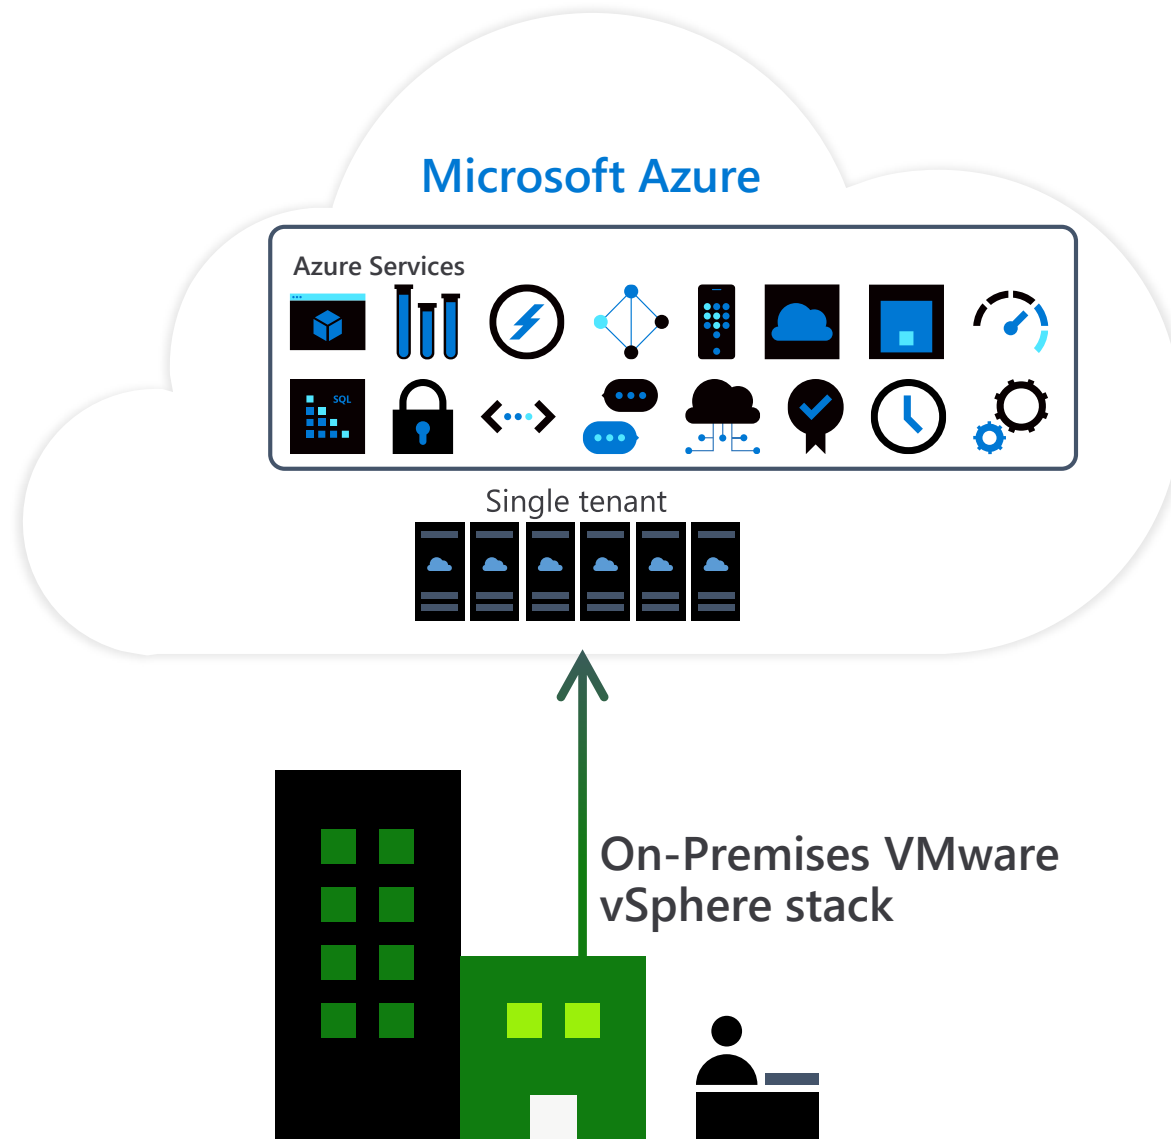 Microsoft Azure
Azure Services
SQL
Single tenant
On-Premises VMware
vSphere stack